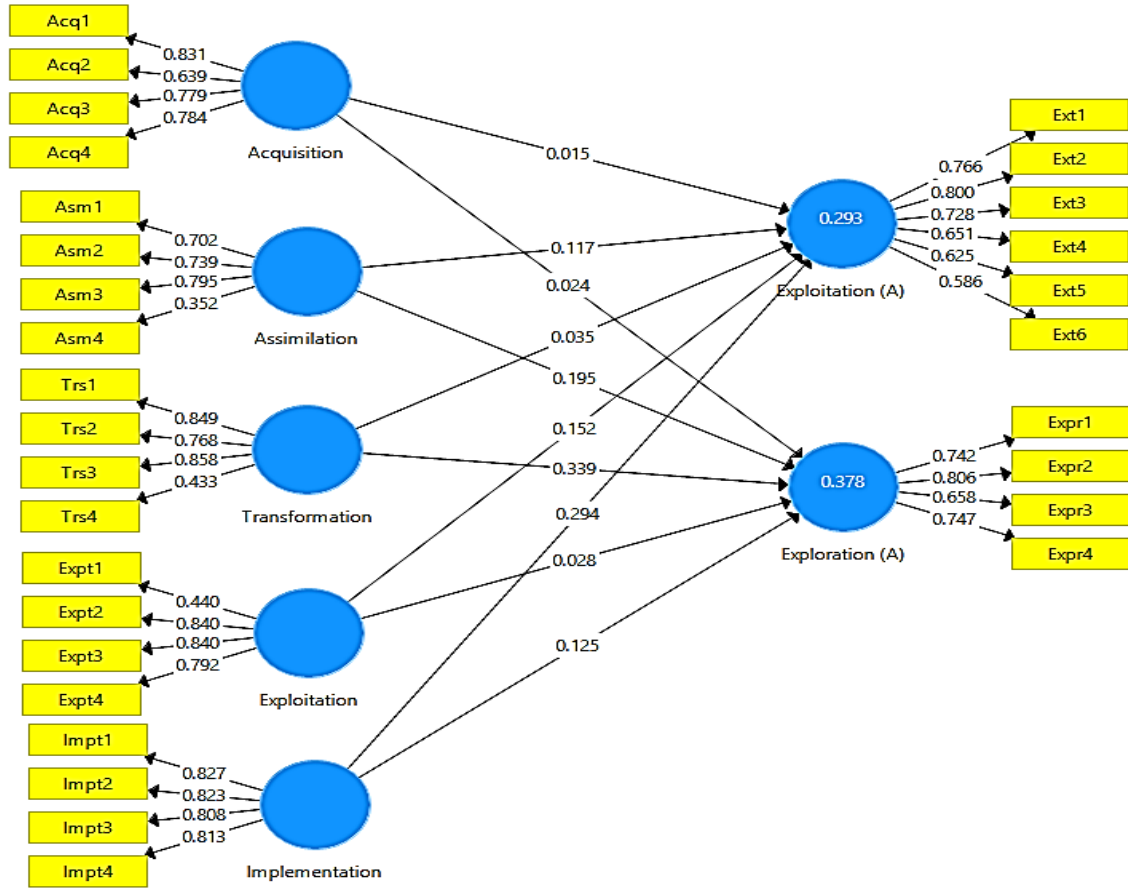 Acq1
Acq2
Acq3
Acq4
0.831
0.639
0.779
0.784
Acquisition
Asm1
Asm2
Asm3
Asm4
0.702
0.739
0.795
0.352
Assimilation
Trs1
Trs2
Trs3
Trs4
0.849
0.768
0.858
0.433
Transformation
Expt1
Expt2
Expt3
Expt4
0.440
0.840
0.840
0.792
Exploitation
Impt1
Impt2
Impt3
Impt4
0.827
0.823
0.808
0.813
Implementation
0.015
0.117
0.024
0.035
0.195
0.152
0.339
0.294
0.028
0.125
0.293
Exploitation (A)
0.766
0.800
0.728
0.651
0.625
0.586
Ext1
Ext2
Ext3
Ext4
Ext5
Ext6
0.378
Exploration (A)
0.742
0.806
0.658
0.747
Expr1
Expr2
Expr3
Expr4